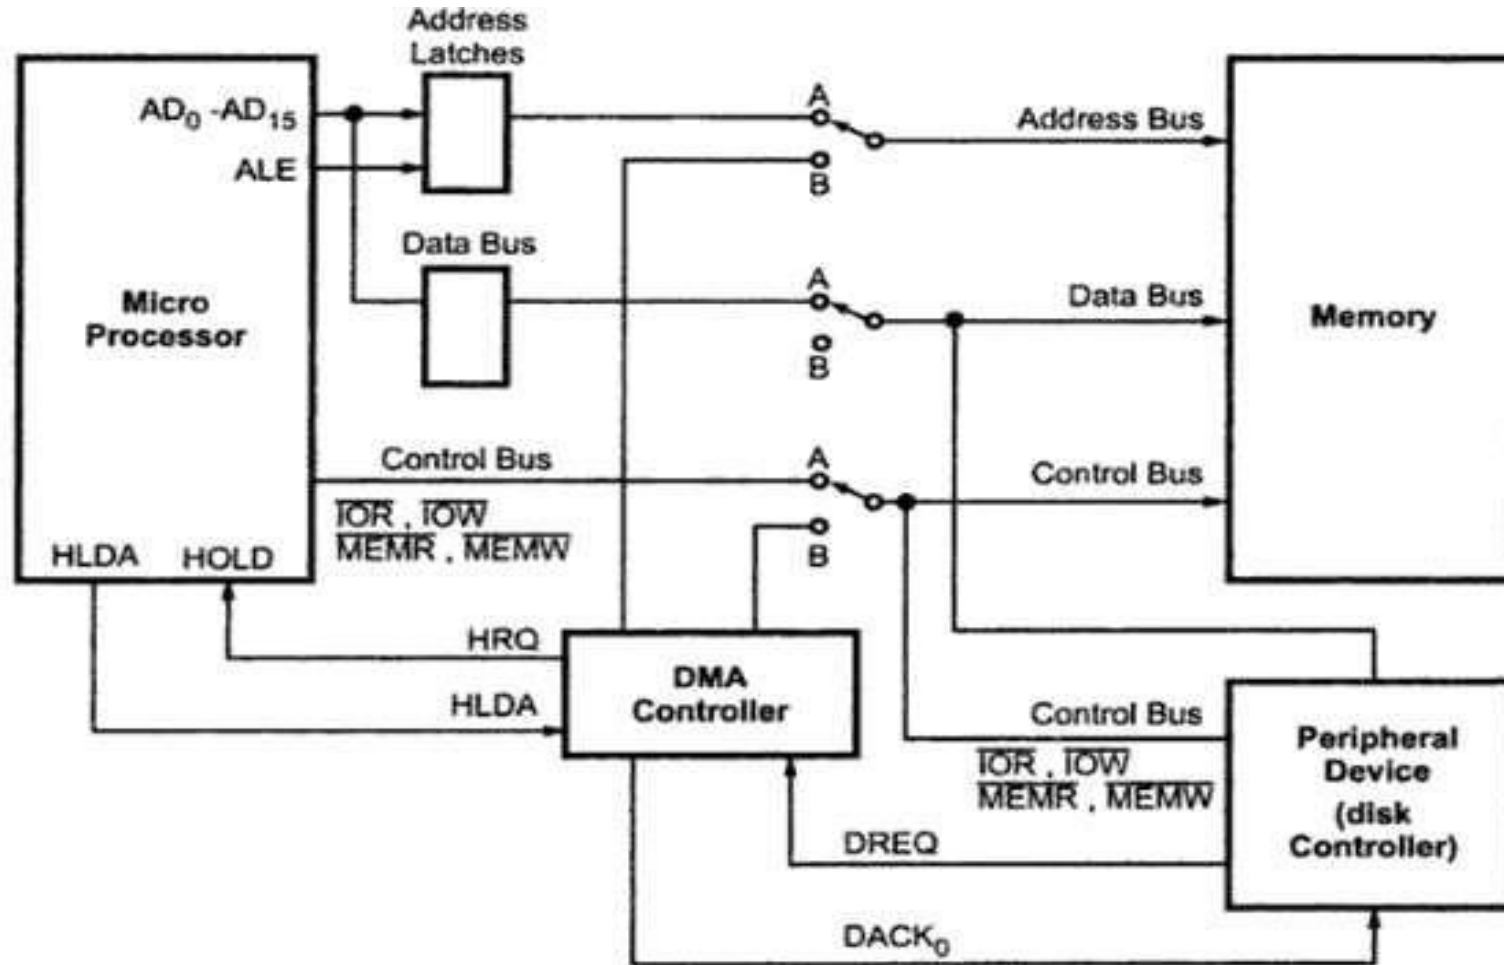 Address
Latches
AD0 -AD15
ALE
A
B
Address Bus
Data Bus
Micro
Processor
A
B
Data Bus
Memory
Control Bus
A
B
Control Bus
IOR , IOW
MEMR , MEMW
HLDA
HOLD
HRQ
HLDA
DMA
Controller
Control Bus
IOR , IOW
MEMR , MEMW
Peripheral
Device
(disk
Controller)
DREQ
DACK0